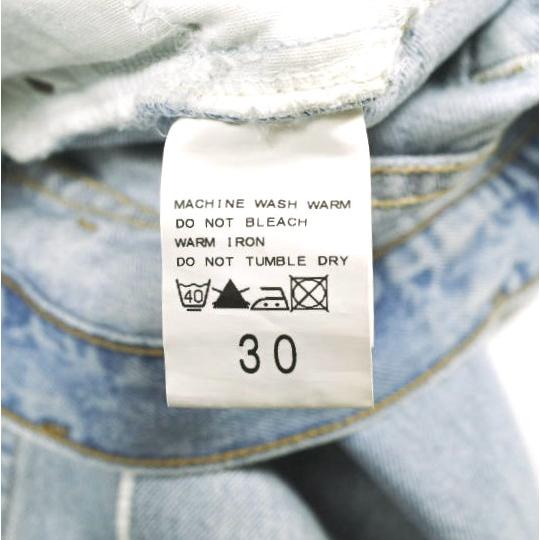 MACHINE WASH WARM
DO NOT BLEACH
WARM IRON
DO NOT TUMBLE DRY
40
30